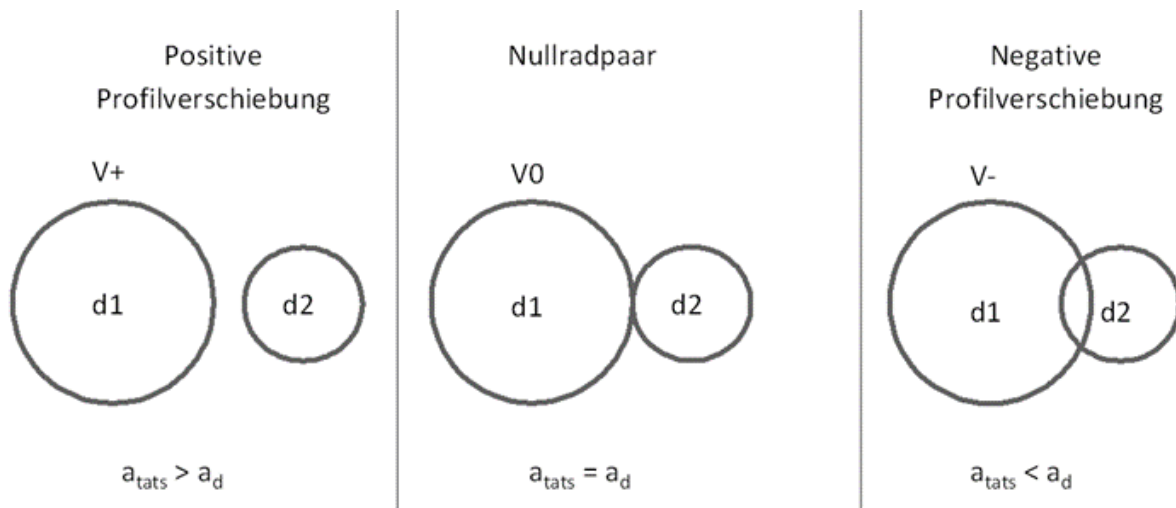 Positive
Profilverschiebung
V+
d1
d2
a_tats > a_d
Nullradpaar
V0
d1
d2
a_tats = a_d
Negative
Profilverschiebung
V-
d1
d2
a_tats < a_d